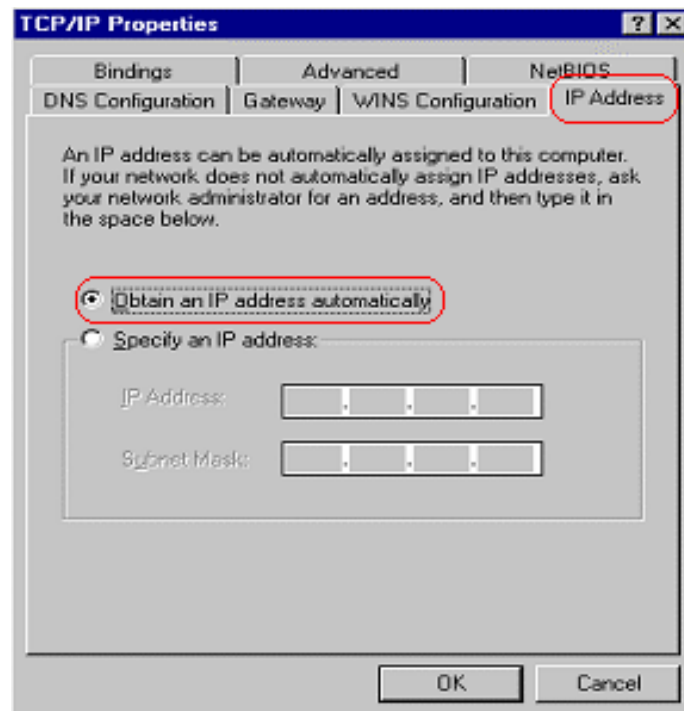 TCP/IP Properties
? ×
Bindings Advanced NetBIOS
DNS Configuration Gateway WINS Configuration IP Address
An IP address can be automatically assigned to this computer.
If your network does not automatically assign IP addresses, ask
your network administrator for an address, and then type it in
the space below.
Obtain an IP address automatically
Specify an IP address:
IP Address:
. . .
Subnet Mask:
. . .
OK Cancel